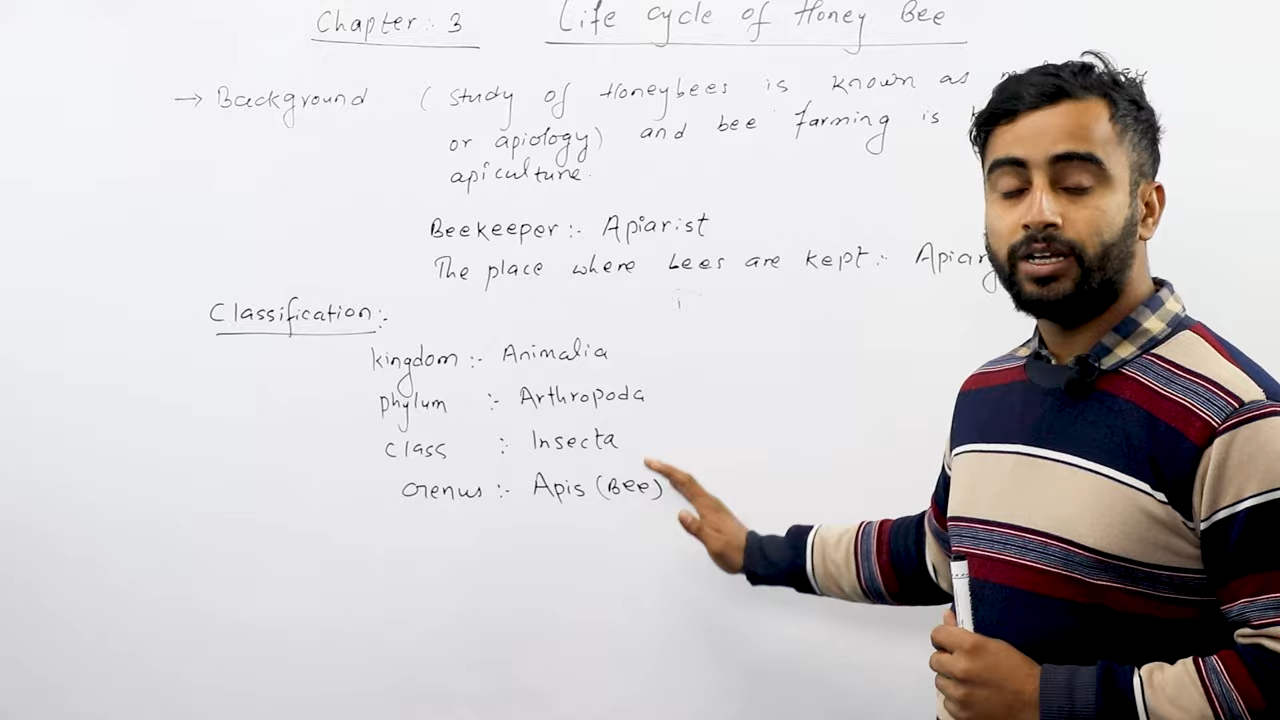 Chapter :- 3 Life cycle of Honey Bee
→ Background ( study of Honeybees is known as
or apiology) and bee farming is
apiculture.
Beekeeper :- Apiarist
The place where bees are kept :- Apiary
Classification :-
kingdom :- Animalia
phylum :- Arthropoda
class :- Insecta
Genus :- Apis (Bee)